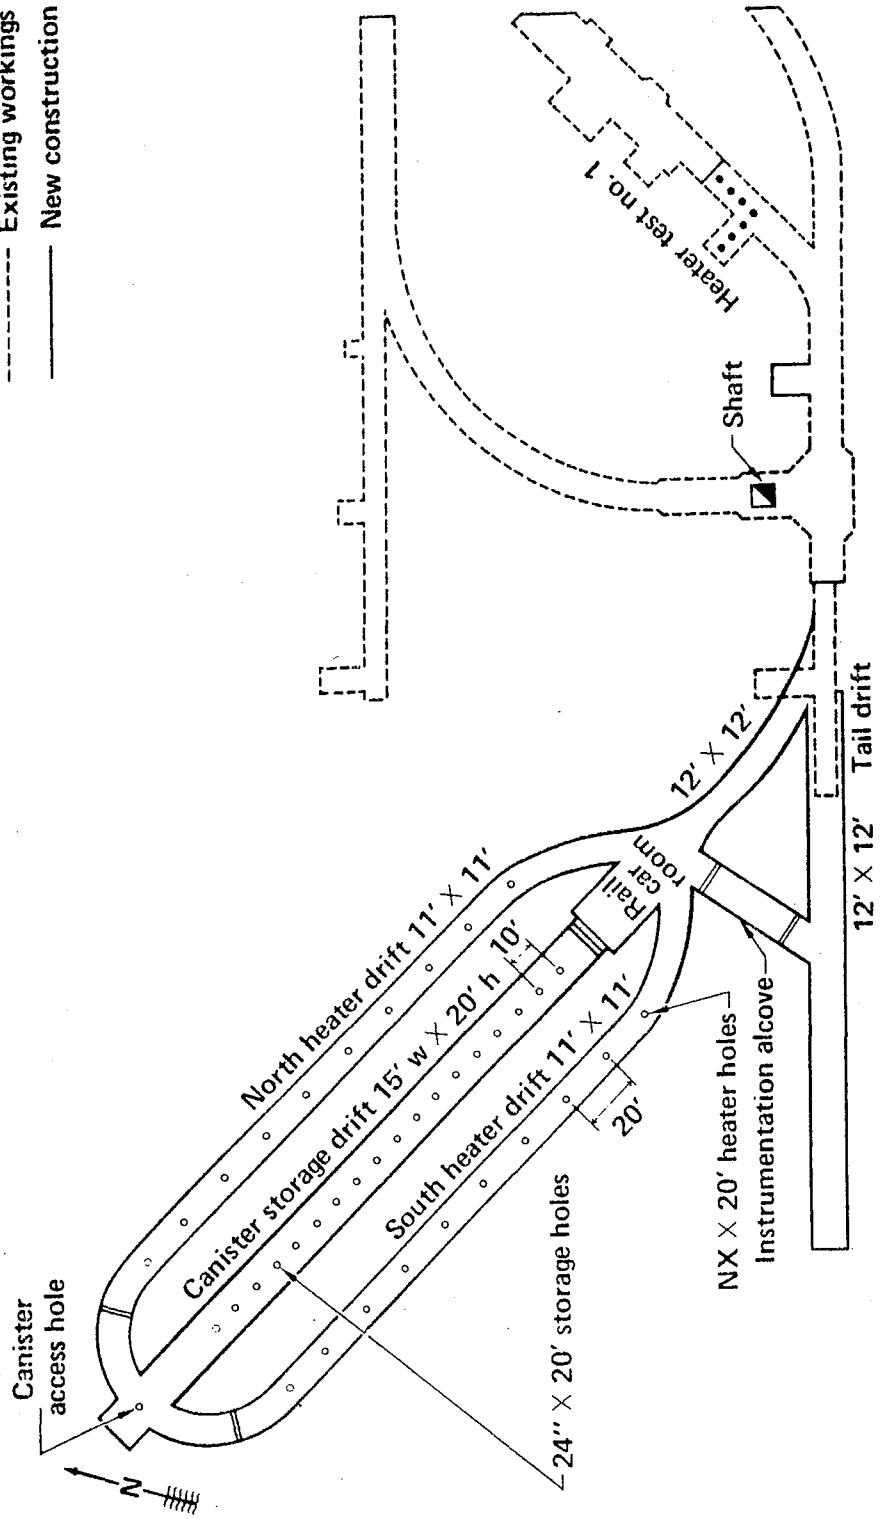 Existing workings
New construction
Canister
access hole
N
North heater drift 11' × 11'
Canister storage drift 15' w × 20' h
10'
South heater drift 11' × 11'
20'
24'' × 20' storage holes
Rail
car
room
12' × 12'
NX × 20' heater holes
Instrumentation alcove
12' × 12' Tail drift
Shaft
Heater test no. 1